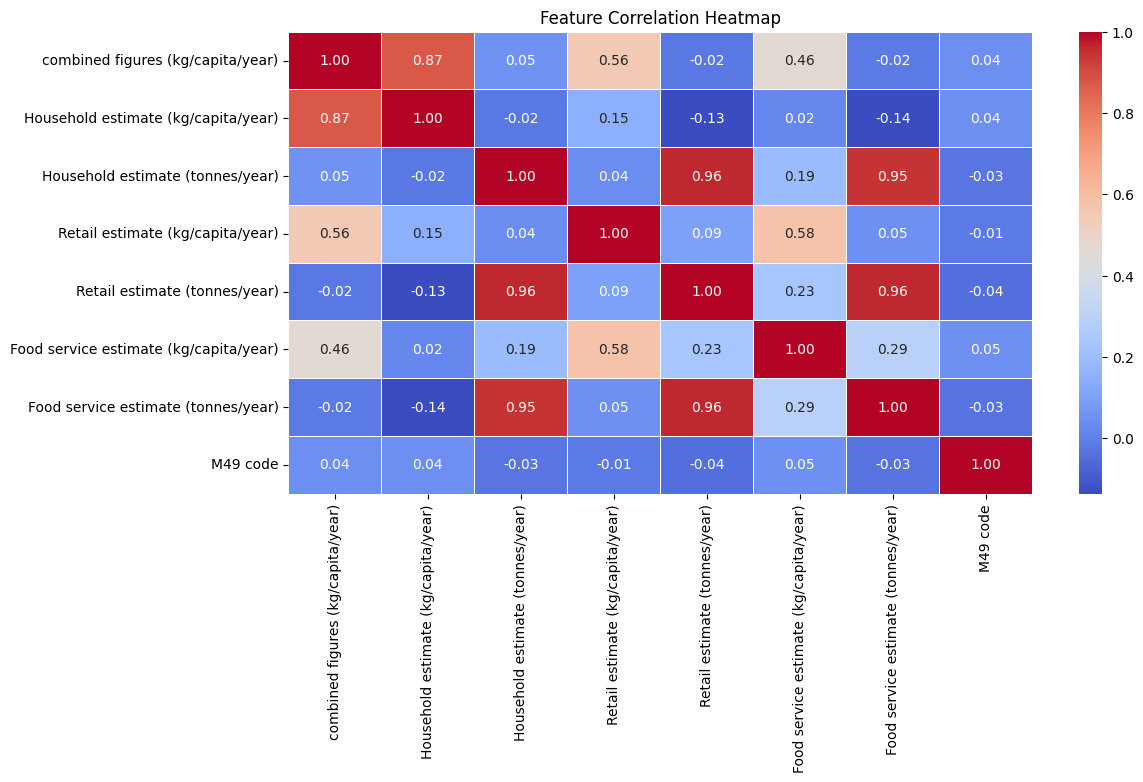 Feature Correlation Heatmap
combined figures (kg/capita/year) 1.00 0.87 0.05 0.56 -0.02 0.46 -0.02 0.04
Household estimate (kg/capita/year) 0.87 1.00 -0.02 0.15 -0.13 0.02 -0.14 0.04
Household estimate (tonnes/year) 0.05 -0.02 1.00 0.04 0.96 0.19 0.95 -0.03
Retail estimate (kg/capita/year) 0.56 0.15 0.04 1.00 0.09 0.58 0.05 -0.01
Retail estimate (tonnes/year) -0.02 -0.13 0.96 0.09 1.00 0.23 0.96 -0.04
Food service estimate (kg/capita/year) 0.46 0.02 0.19 0.58 0.23 1.00 0.29 0.05
Food service estimate (tonnes/year) -0.02 -0.14 0.95 0.05 0.96 0.29 1.00 -0.03
M49 code 0.04 0.04 -0.03 -0.01 -0.04 0.05 -0.03 1.00
combined figures (kg/capita/year)
Household estimate (kg/capita/year)
Household estimate (tonnes/year)
Retail estimate (kg/capita/year)
Retail estimate (tonnes/year)
Food service estimate (kg/capita/year)
Food service estimate (tonnes/year)
M49 code
1.0
0.8
0.6
0.4
0.2
0.0